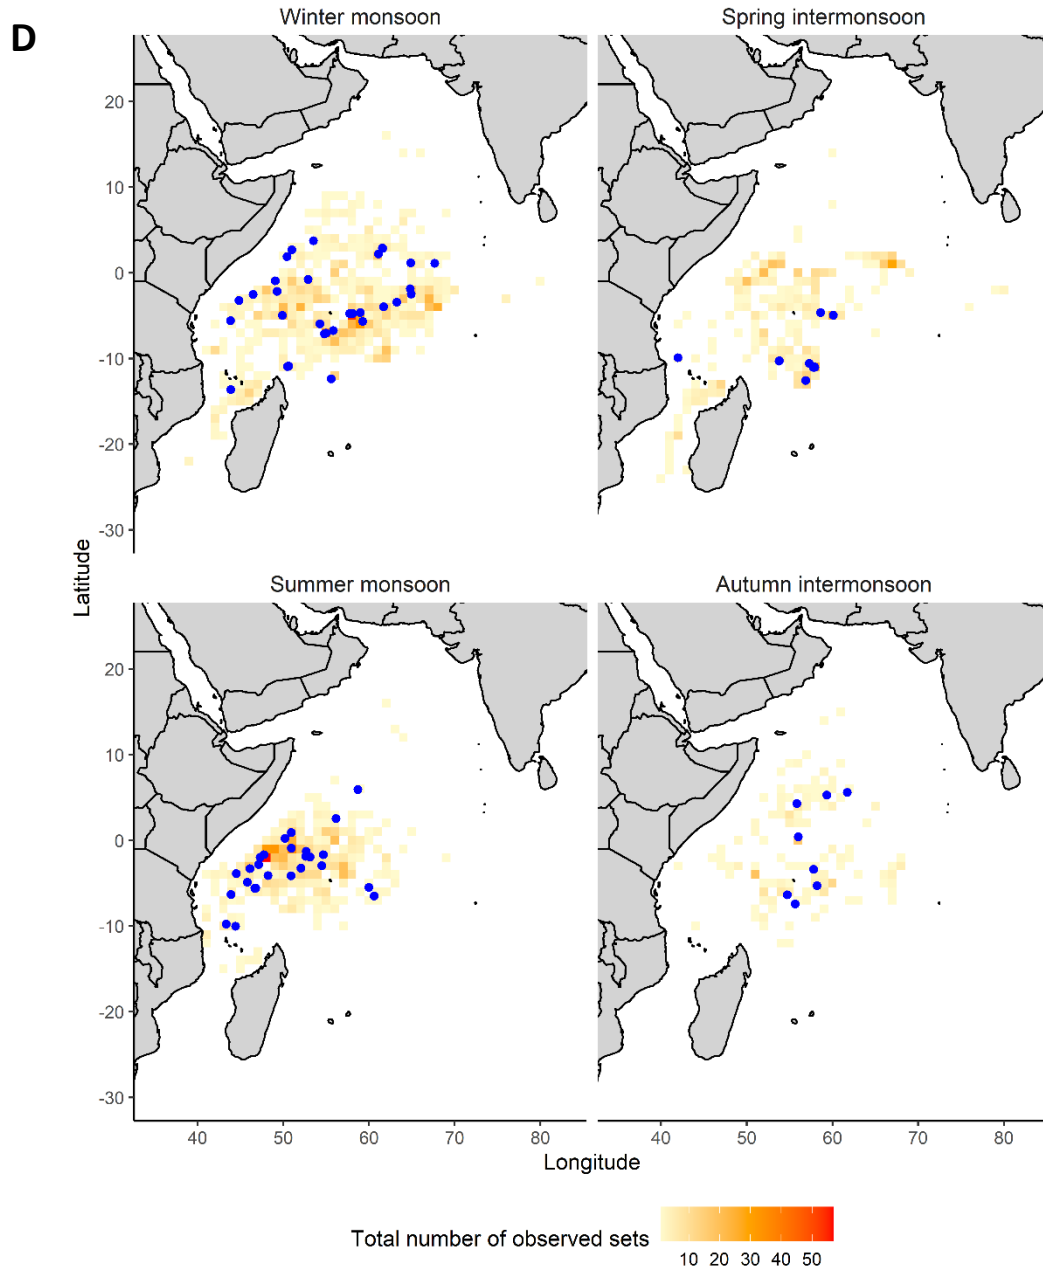 D
Winter monsoon
Spring intermonsoon
20
10
0
-10
-20
-30
Latitude
Summer monsoon
Autumn intermonsoon
20
10
0
-10
-20
-30
40 50 60 70 80
40 50 60 70 80
Longitude
Total number of observed sets
10 20 30 40 50